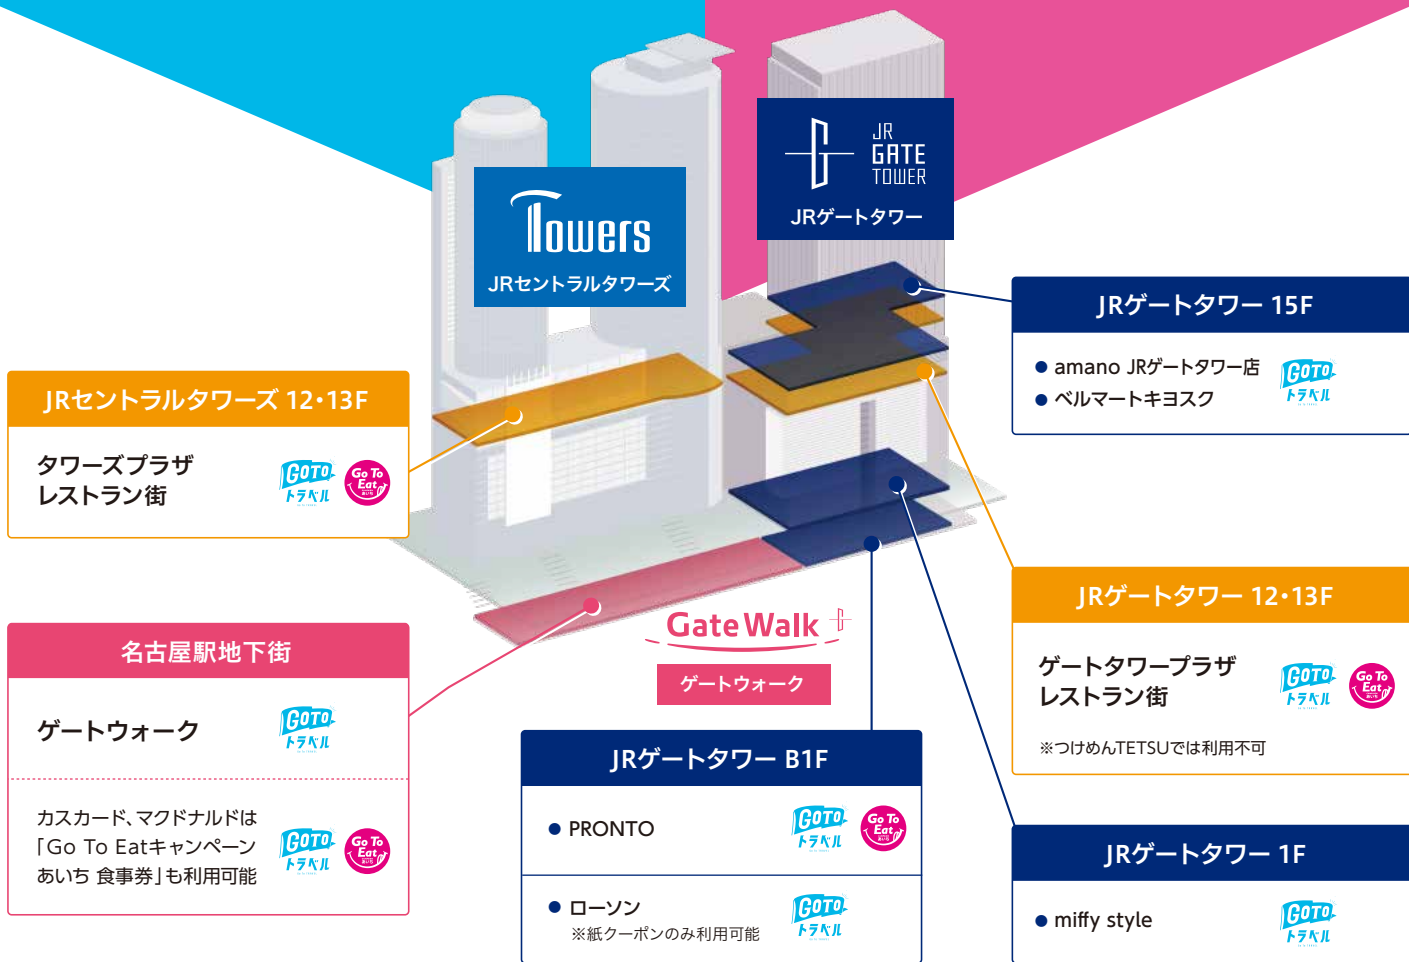 Towers
JRセントラルタワーズ
JR
GATE
TOWER
JRゲートタワー
JRセントラルタワーズ 12・13F
タワーズプラザ
レストラン街
GOTO
トラベル
Go To
Eat
あいち
名古屋駅地下街
ゲートウォーク
GOTO
トラベル
カスカード、マクドナルドは
「Go To Eatキャンペーン
あいち 食事券」も利用可能
GOTO
トラベル
Go To
Eat
あいち
Gate Walk
ゲートウォーク
JRゲートタワー B1F
● PRONTO
GOTO
トラベル
Go To
Eat
あいち
● ローソン
※紙クーポンのみ利用可能
GOTO
トラベル
JRゲートタワー 15F
● amano JRゲートタワー店
● ベルマートキヨスク
GOTO
トラベル
JRゲートタワー 12・13F
ゲートタワープラザ
レストラン街
GOTO
トラベル
Go To
Eat
あいち
※つけめんTETSUでは利用不可
JRゲートタワー 1F
● miffy style
GOTO
トラベル